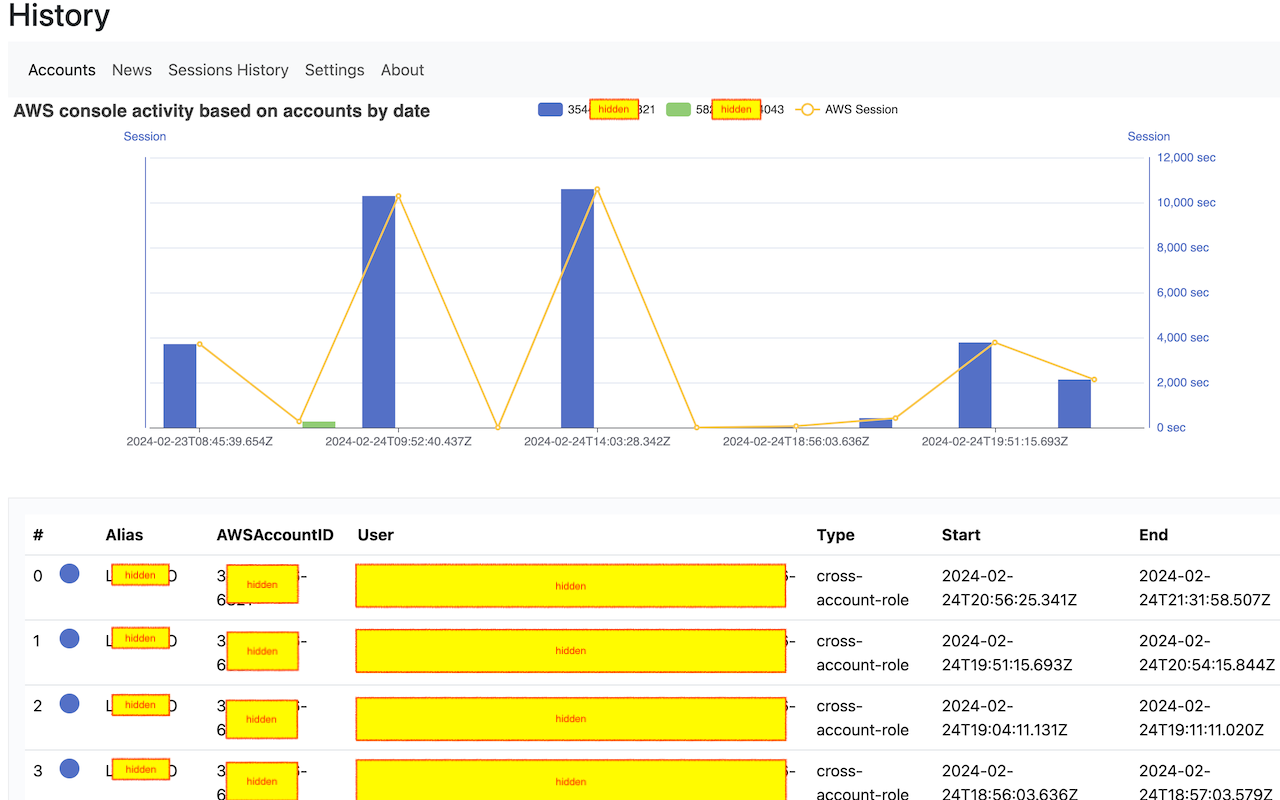 History
Accounts News Sessions History Settings About
AWS console activity based on accounts by date
354 hidden 321 582 hidden 4043 AWS Session
Session Session
12,000 sec
10,000 sec
8,000 sec
6,000 sec
4,000 sec
2,000 sec
0 sec
2024-02-23T08:45:39.654Z 2024-02-24T09:52:40.437Z 2024-02-24T14:03:28.342Z 2024-02-24T18:56:03.636Z 2024-02-24T19:51:15.693Z
# Alias AWSAccountID User Type Start End
0 L hidden O 3 hidden - hidden - cross- 2024-02- 2024-02-
6 account-role 24T20:56:25.341Z 24T21:31:58.507Z
1 L hidden O 3 hidden - hidden - cross- 2024-02- 2024-02-
6 account-role 24T19:51:15.693Z 24T20:54:15.844Z
2 L hidden O 3 hidden - hidden - cross- 2024-02- 2024-02-
6 account-role 24T19:04:11.131Z 24T19:11:11.020Z
3 L hidden O 3 hidden - hidden - cross- 2024-02- 2024-02-
6 account-role 24T18:56:03.636Z 24T18:57:03.579Z